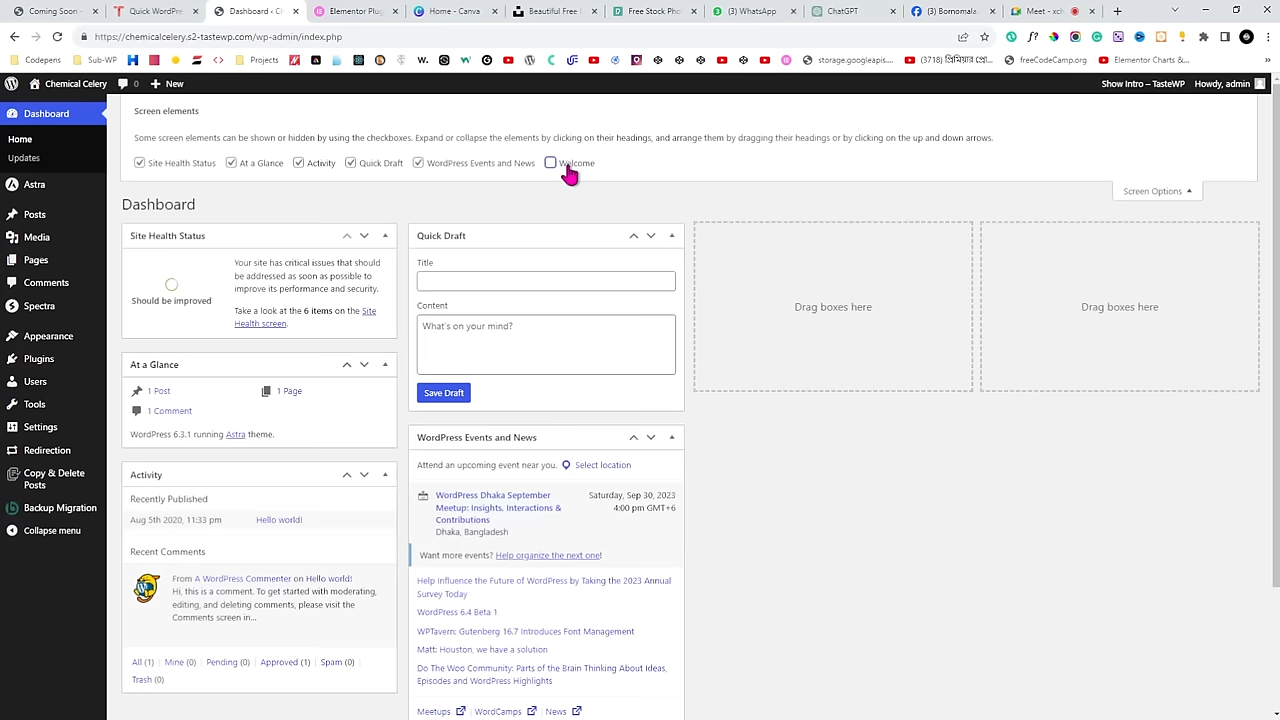 Coming Soon –
Quick WordPre
Dashboard ‹ C
Elementor Plug
Home - Canva
Beautiful Free
Free Stock Pho
(3) WhatsApp
ChatGPT
(3) Bornomala
Meet - xch
https://chemicalcelery.s2-tastewp.com/wp-admin/index.php
Codepens
Sub-WP
Projects
storage.googleapis....
(3718)
freeCodeCamp.org
Elementor Charts &...
Chemical Celery
0
New
Show Intro – TasteWP
Howdy, admin
Dashboard
Home
Updates
Astra
Posts
Media
Pages
Comments
Spectra
Appearance
Plugins
Users
Tools
Settings
Redirection
Copy & Delete
Posts
Backup Migration
Collapse menu
Screen elements
Some screen elements can be shown or hidden by using the checkboxes. Expand or collapse the elements by clicking on their headings, and arrange them by dragging their headings or by clicking on the up and down arrows.
Site Health Status
At a Glance
Activity
Quick Draft
WordPress Events and News
Welcome
Screen Options
Dashboard
Site Health Status
Should be improved
Your site has critical issues that should
be addressed as soon as possible to
improve its performance and security.
Take a look at the 6 items on the Site
Health screen.
At a Glance
1 Post
1 Page
1 Comment
WordPress 6.3.1 running Astra theme.
Activity
Recently Published
Aug 5th 2020, 11:33 pm
Hello world!
Recent Comments
From A WordPress Commenter on Hello world!
Hi, this is a comment. To get started with moderating,
editing, and deleting comments, please visit the
Comments screen in...
All (1) | Mine (0) | Pending (0) | Approved (1) | Spam (0) |
Trash (0)
Quick Draft
Title
Content
What's on your mind?
Save Draft
WordPress Events and News
Attend an upcoming event near you.
Select location
WordPress Dhaka September
Meetup: Insights, Interactions &
Contributions
Dhaka, Bangladesh
Saturday, Sep 30, 2023
4:00 pm GMT+6
Want more events? Help organize the next one!
Help Influence the Future of WordPress by Taking the 2023 Annual
Survey Today
WordPress 6.4 Beta 1
WPTavern: Gutenberg 16.7 Introduces Font Management
Matt: Houston, we have a solution
Do The Woo Community: Parts of the Brain Thinking About Ideas,
Episodes and WordPress Highlights
Meetups
WordCamps
News
Drag boxes here
Drag boxes here